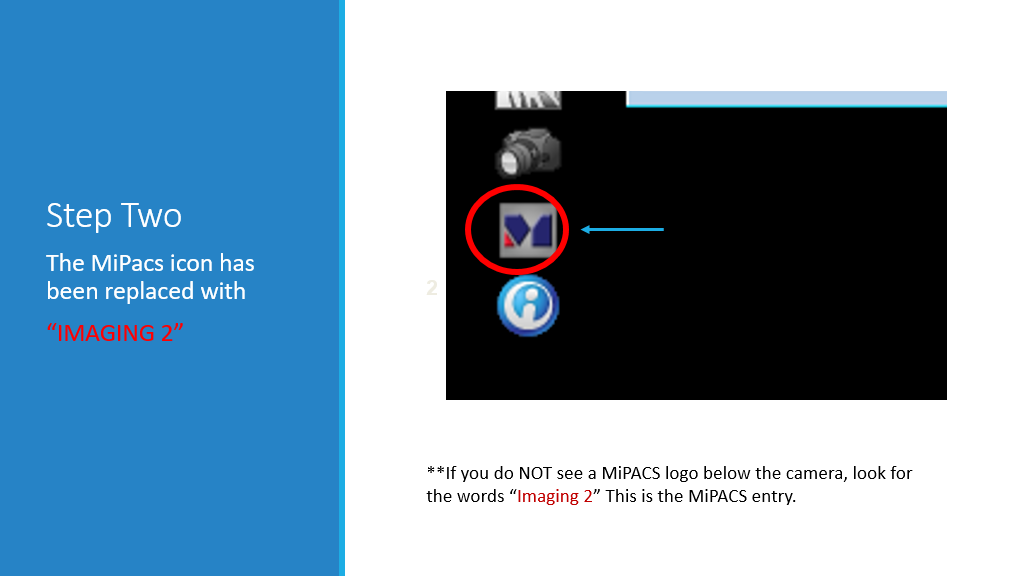 Step Two
The MiPacs icon has
been replaced with
“IMAGING 2”
2
**If you do NOT see a MiPACS logo below the camera, look for
the words “Imaging 2” This is the MiPACS entry.